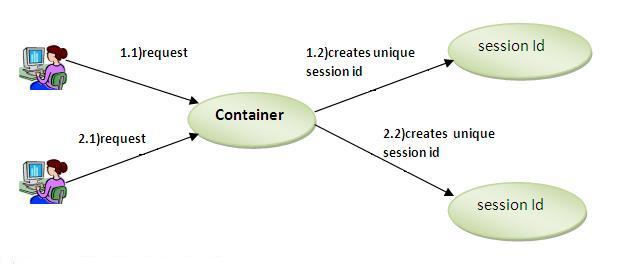 1.1)request
1.2)creates unique
session id
session Id
Container
2.1)request
2.2)creates unique
session id
session Id